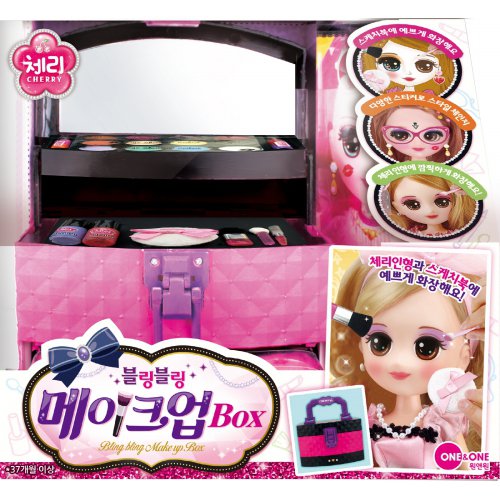 체리
CHERRY
스케치북에 예쁘게 화장해요
다양한 스티커로 스타일 체인지
체리인형에 깜찍하게 화장해요!
체리인형과 스케치북에
예쁘게 화장해요!
블링블링
메이크업 Box
Bling bling Make up Box
37개월 이상
ONE&ONE
원앤원